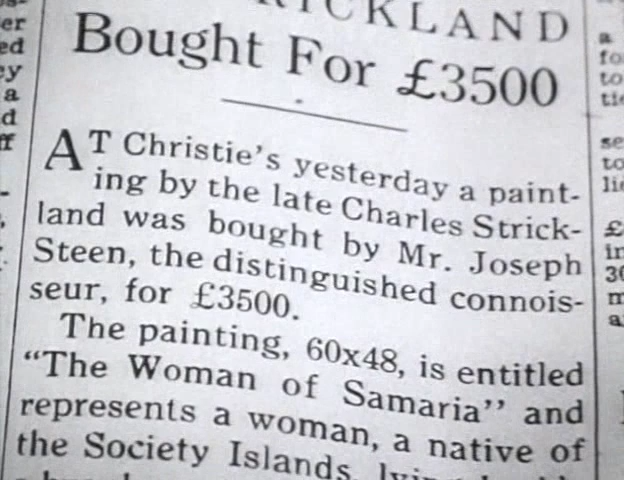 STRICKLAND
Bought For £3500
AT Christie's yesterday a paint-
ing by the late Charles Strick-
land was bought by Mr. Joseph
Steen, the distinguished connois-
seur, for £3500.
The painting, 60x48, is entitled
"The Woman of Samaria" and
represents a woman, a native of
the Society Islands,